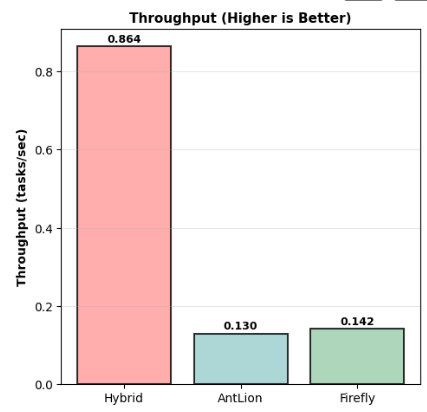 Throughput (Higher is Better)
Throughput (tasks/sec)
0.8
0.6
0.4
0.2
0.0
0.864
0.130
0.142
Hybrid
AntLion
Firefly